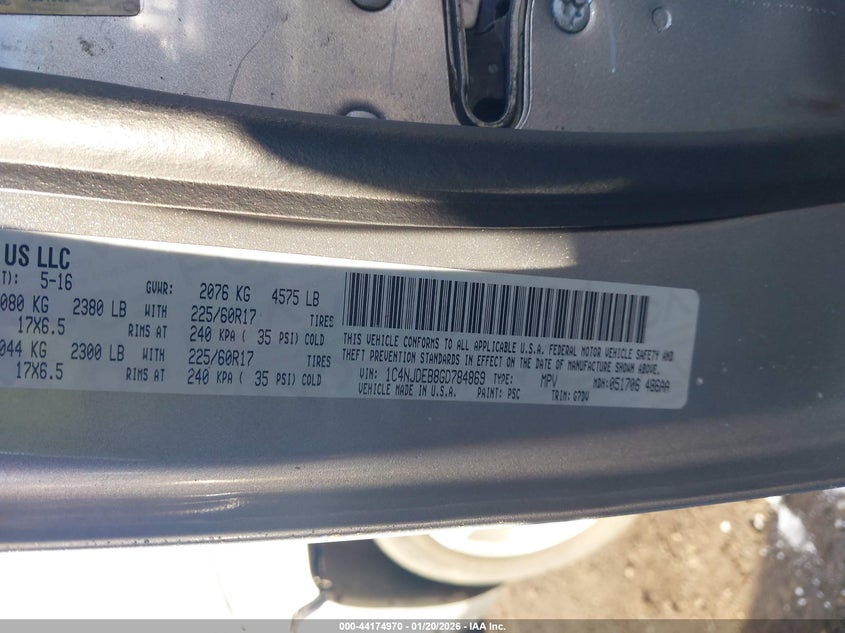 US LLC
T): 5-16 GVWR: 2076 KG 4575 LB
080 KG 2380 LB WITH 225/60R17 TIRES
17X6.5 RIMS AT 240 KPA ( 35 PSI) COLD
044 KG 2300 LB WITH 225/60R17 TIRES
17X6.5 RIMS AT 240 KPA ( 35 PSI) COLD
THIS VEHICLE CONFORMS TO ALL APPLICABLE U.S.A. FEDERAL MOTOR VEHICLE SAFETY AND
THEFT PREVENTION STANDARDS IN EFFECT ON THE DATE OF MANUFACTURE SHOWN ABOVE.
VIN: 1C4NJDEB8GD784869 TYPE: MPV MDH:051706 486AA
VEHICLE MADE IN U.S.A. PAINT: PSC TRIM: G7DV
000-44174970 - 01/20/2026 - IAA Inc.